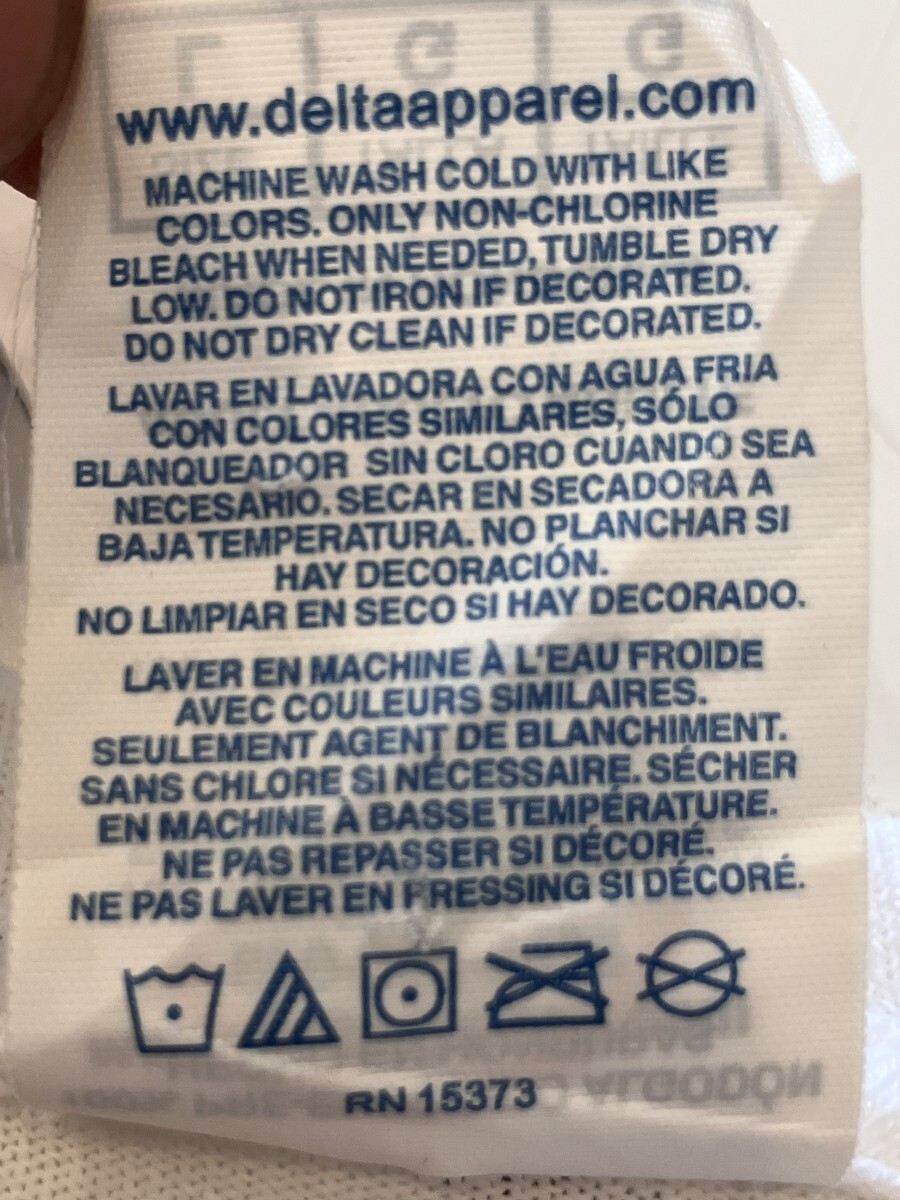 www.deltaapparel.com
MACHINE WASH COLD WITH LIKE
COLORS. ONLY NON-CHLORINE
BLEACH WHEN NEEDED, TUMBLE DRY
LOW. DO NOT IRON IF DECORATED.
DO NOT DRY CLEAN IF DECORATED.
LAVAR EN LAVADORA CON AGUA FRIA
CON COLORES SIMILARES, SÓLO
BLANQUEADOR SIN CLORO CUANDO SEA
NECESARIO. SECAR EN SECADORA A
BAJA TEMPERATURA. NO PLANCHAR SI
HAY DECORACIÓN.
NO LIMPIAR EN SECO SI HAY DECORADO.
LAVER EN MACHINE À L'EAU FROIDE
AVEC COULEURS SIMILAIRES.
SEULEMENT AGENT DE BLANCHIMENT.
SANS CHLORE SI NÉCESSAIRE. SÉCHER
EN MACHINE À BASSE TEMPÉRATURE.
NE PAS REPASSER SI DÉCORÉ.
NE PAS LAVER EN PRESSING SI DÉCORÉ.
RN 15373